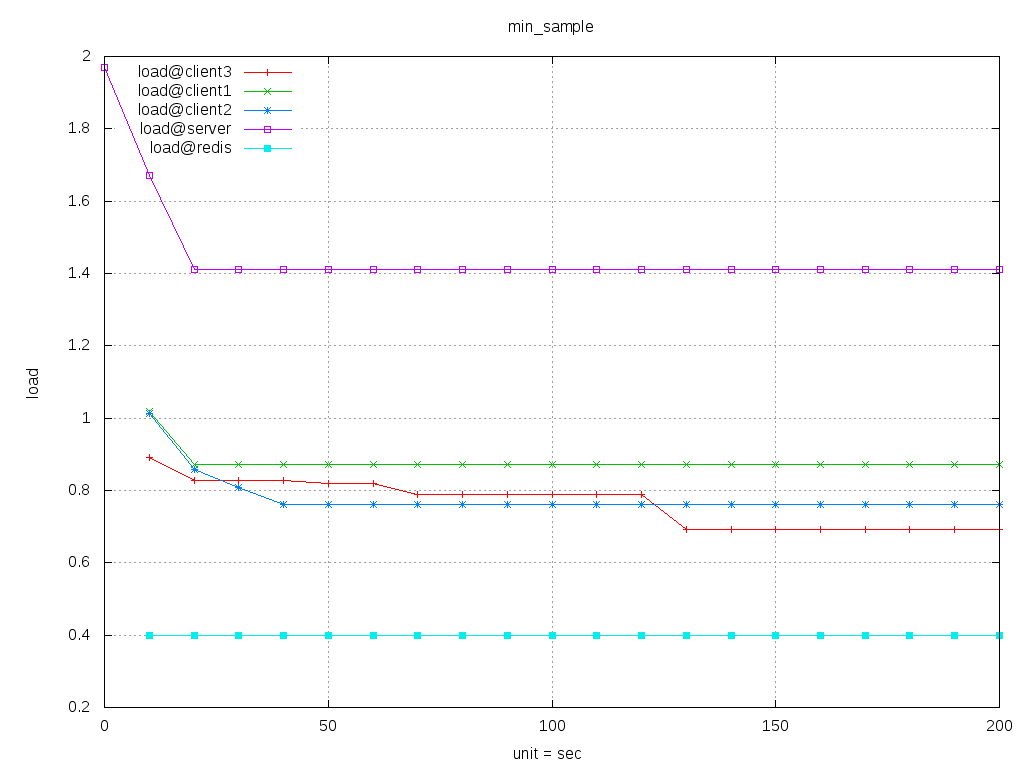 min_sample
2
1.8
1.6
1.4
1.2
1
0.8
0.6
0.4
0.2
load
load@client3
load@client1
load@client2
load@server
load@redis
0 50 100 150 200
unit = sec